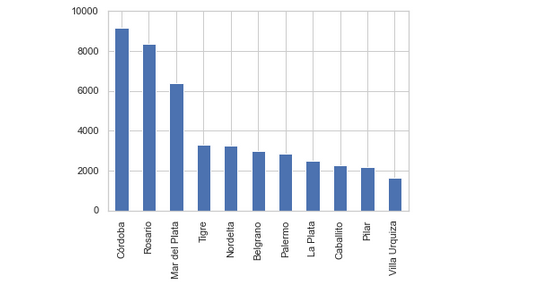 10000
8000
6000
4000
2000
0
Córdoba
Rosario
Mar del Plata
Tigre
Nordelta
Belgrano
Palermo
La Plata
Caballito
Pilar
Villa Urquiza